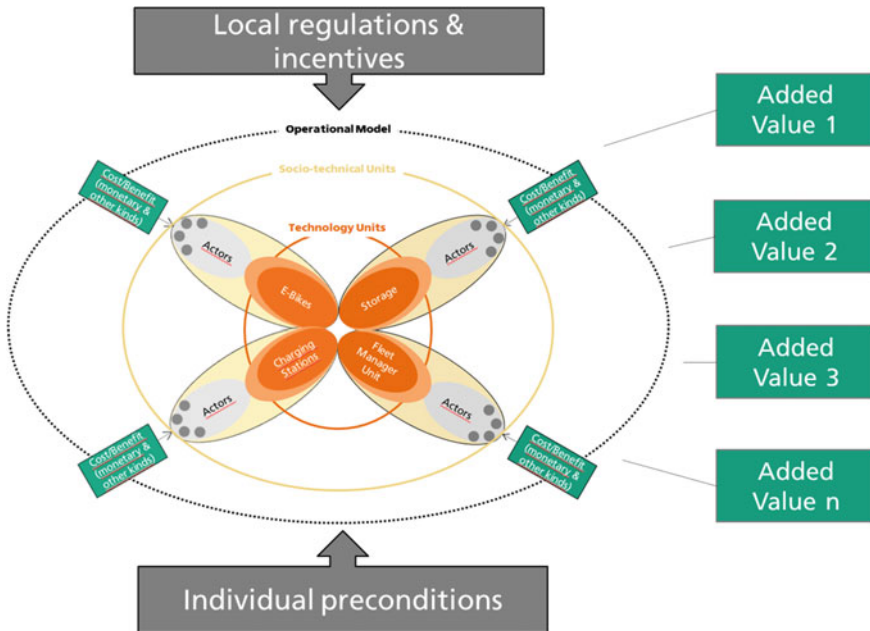 Local regulations &
incentives
Operational Model
Socio-technical Units
Technology Units
Cost/Benefit
(monetary &
other kinds)
Actors
E-Bikes
Storage
Actors
Cost/Benefit
(monetary &
other kinds)
Cost/Benefit
(monetary &
other kinds)
Actors
Charging
Stations
Fleet
Manager
Unit
Actors
Cost/Benefit
(monetary &
other kinds)
Individual preconditions
Added
Value 1
Added
Value 2
Added
Value 3
Added
Value n